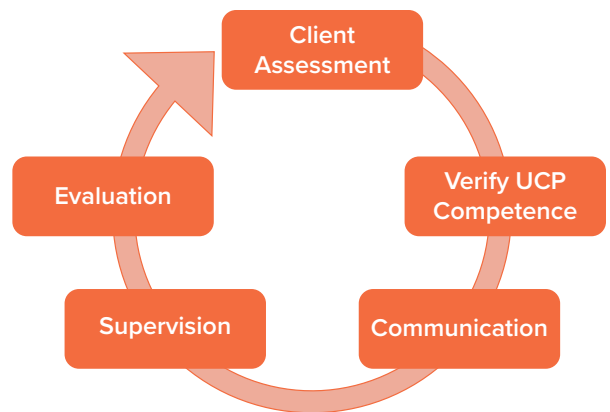 Client
Assessment
Verify UCP
Competence
Communication
Supervision
Evaluation